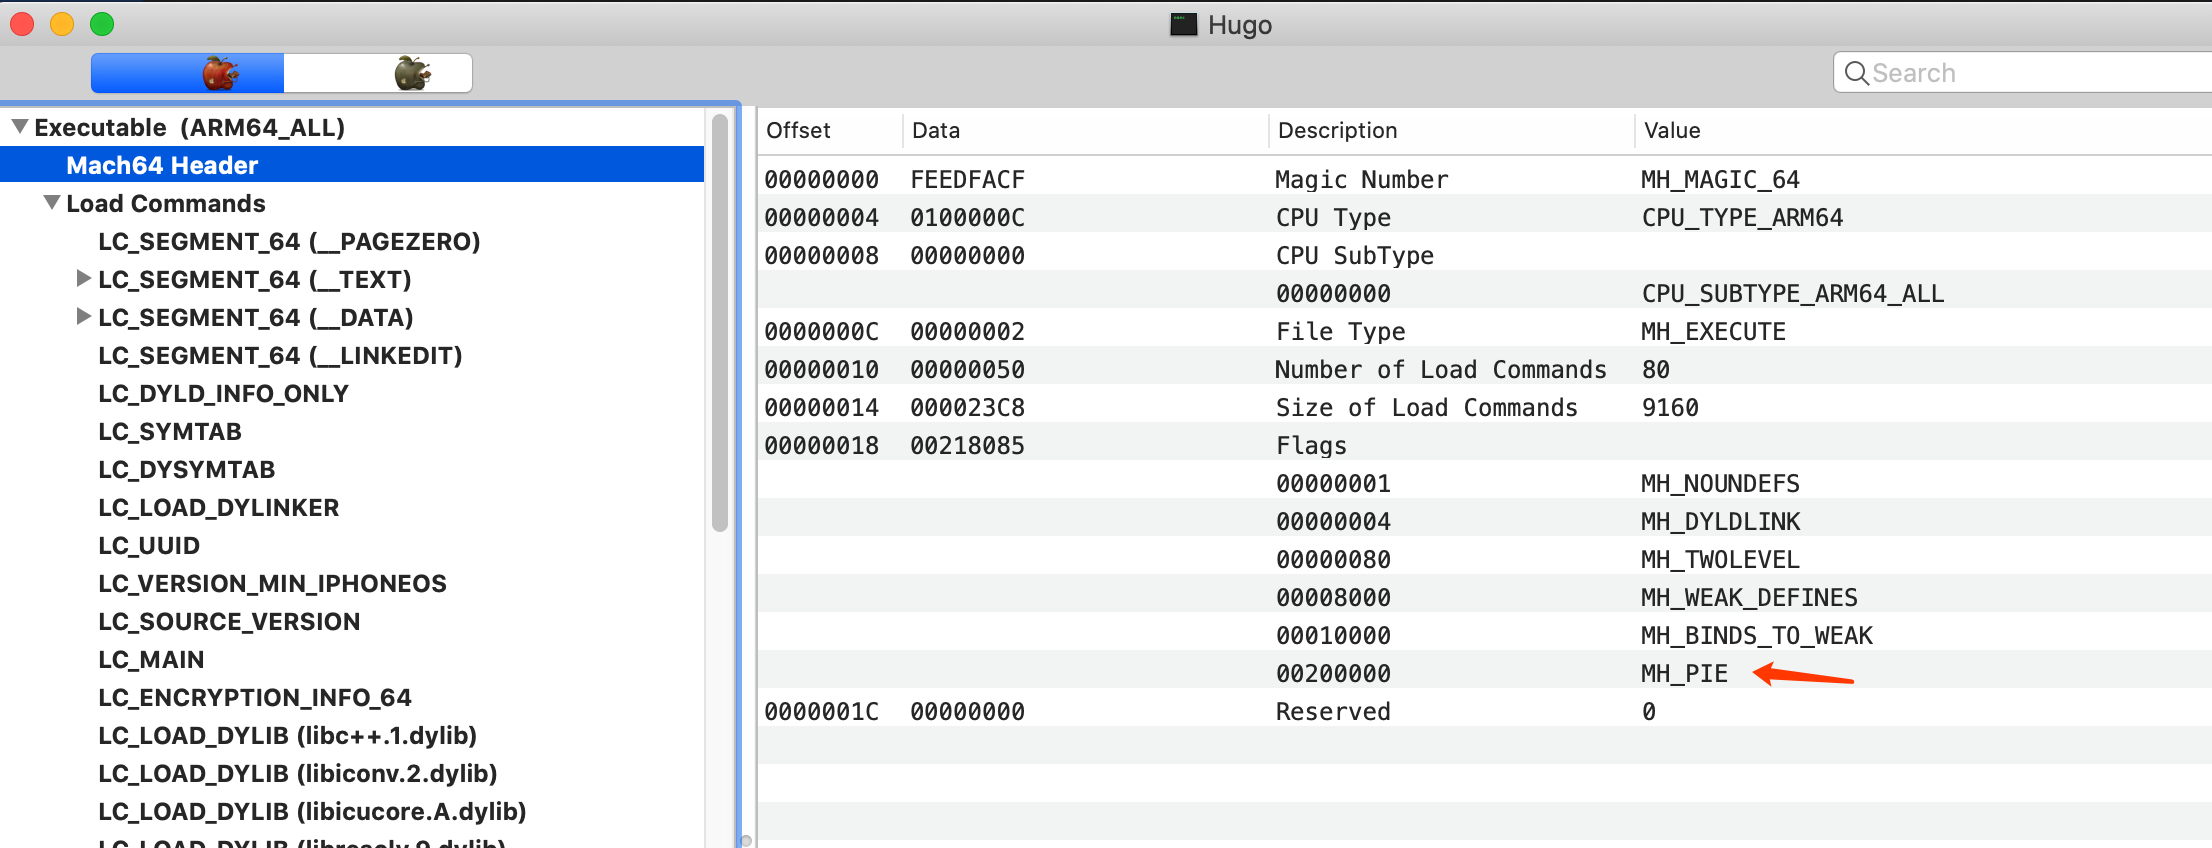 Hugo
Search
Executable (ARM64_ALL)
Mach64 Header
Load Commands
LC_SEGMENT_64 (__PAGEZERO)
LC_SEGMENT_64 (__TEXT)
LC_SEGMENT_64 (__DATA)
LC_SEGMENT_64 (__LINKEDIT)
LC_DYLD_INFO_ONLY
LC_SYMTAB
LC_DYSYMTAB
LC_LOAD_DYLINKER
LC_UUID
LC_VERSION_MIN_IPHONEOS
LC_SOURCE_VERSION
LC_MAIN
LC_ENCRYPTION_INFO_64
LC_LOAD_DYLIB (libc++.1.dylib)
LC_LOAD_DYLIB (libiconv.2.dylib)
LC_LOAD_DYLIB (libicucore.A.dylib)
LC_LOAD_DYLIB (libresolv.9.dylib)
Offset Data Description Value
00000000 FEEDFACF Magic Number MH_MAGIC_64
00000004 0100000C CPU Type CPU_TYPE_ARM64
00000008 00000000 CPU SubType
00000000 CPU_SUBTYPE_ARM64_ALL
0000000C 00000002 File Type MH_EXECUTE
00000010 00000050 Number of Load Commands 80
00000014 000023C8 Size of Load Commands 9160
00000018 00218085 Flags
00000001 MH_NOUNDEFS
00000004 MH_DYLDLINK
00000080 MH_TWOLEVEL
00008000 MH_WEAK_DEFINES
00010000 MH_BINDS_TO_WEAK
00200000 MH_PIE
0000001C 00000000 Reserved 0